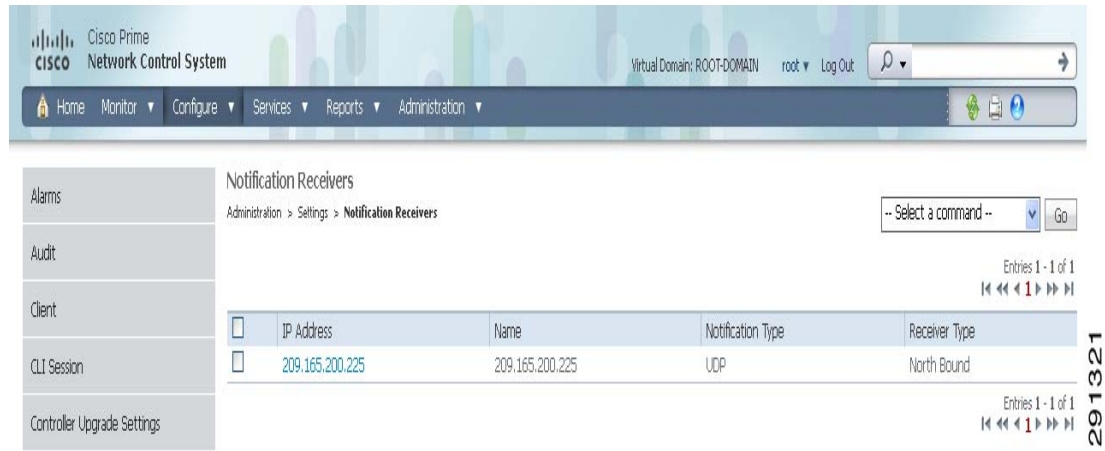 Cisco Prime
CISCO Network Control System
Virtual Domain: ROOT-DOMAIN root Log Out
Home Monitor Configure Services Reports Administration
Alarms
Audit
Client
CLI Session
Controller Upgrade Settings
Notification Receivers
Administration > Settings > Notification Receivers
-- Select a command -- Go
Entries 1 - 1 of 1
1
IP Address Name Notification Type Receiver Type
209.165.200.225 209.165.200.225 UDP North Bound
Entries 1 - 1 of 1
1
291321